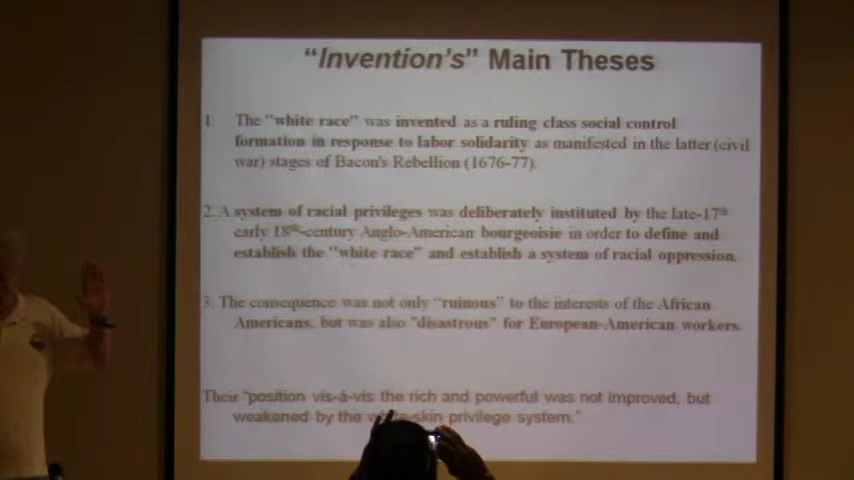 "Invention's" Main Theses
1. The "white race" was invented as a ruling class social control
formation in response to labor solidarity as manifested in the latter (civil
war) stages of Bacon's Rebellion (1676-77).
2. A system of racial privileges was deliberately instituted by the late-17th
early 18th-century Anglo-American bourgeoisie in order to define and
establish the "white race" and establish a system of racial oppression.
3. The consequence was not only "ruinous" to the interests of the African
Americans, but was also "disastrous" for European-American workers.
Their "position vis-à-vis the rich and powerful was not improved, but
weakened by the white-skin privilege system."